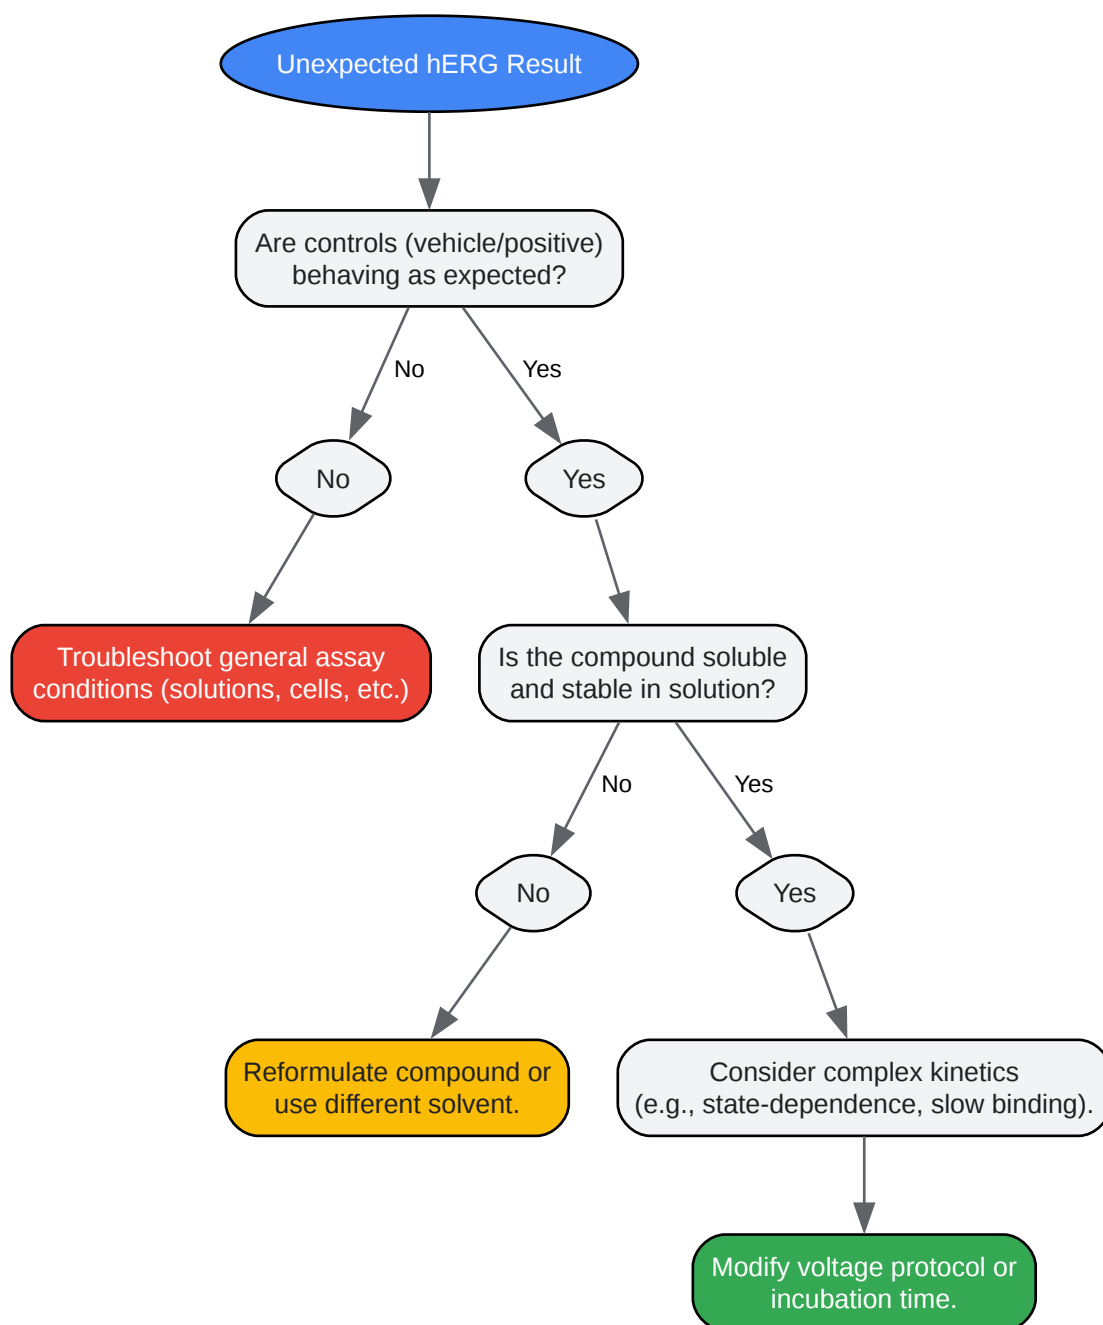 Unexpected hERG Result
Are controls (vehicle/positive)
behaving as expected?
No
Yes
No
Yes
Troubleshoot general assay
conditions (solutions, cells, etc.)
Is the compound soluble
and stable in solution?
No
Yes
No
Yes
Reformulate compound or
use different solvent.
Consider complex kinetics
(e.g., state-dependence, slow binding).
Modify voltage protocol or
incubation time.